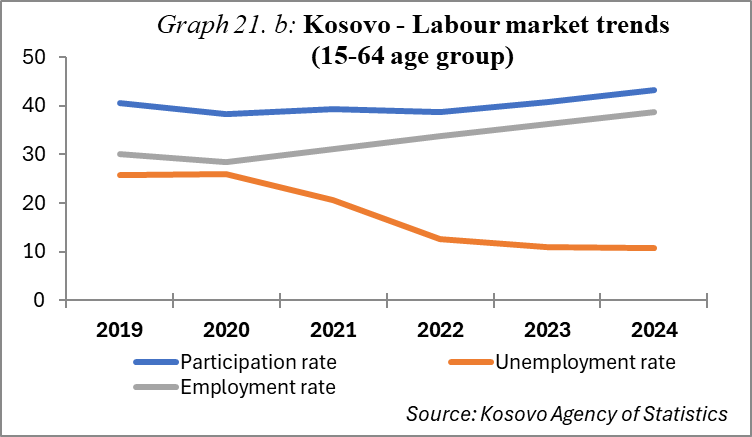 Graph 21. b: Kosovo - Labour market trends
(15-64 age group)
50
40
30
20
10
0
2019 2020 2021 2022 2023 2024
Participation rate Unemployment rate
Employment rate
Source: Kosovo Agency of Statistics